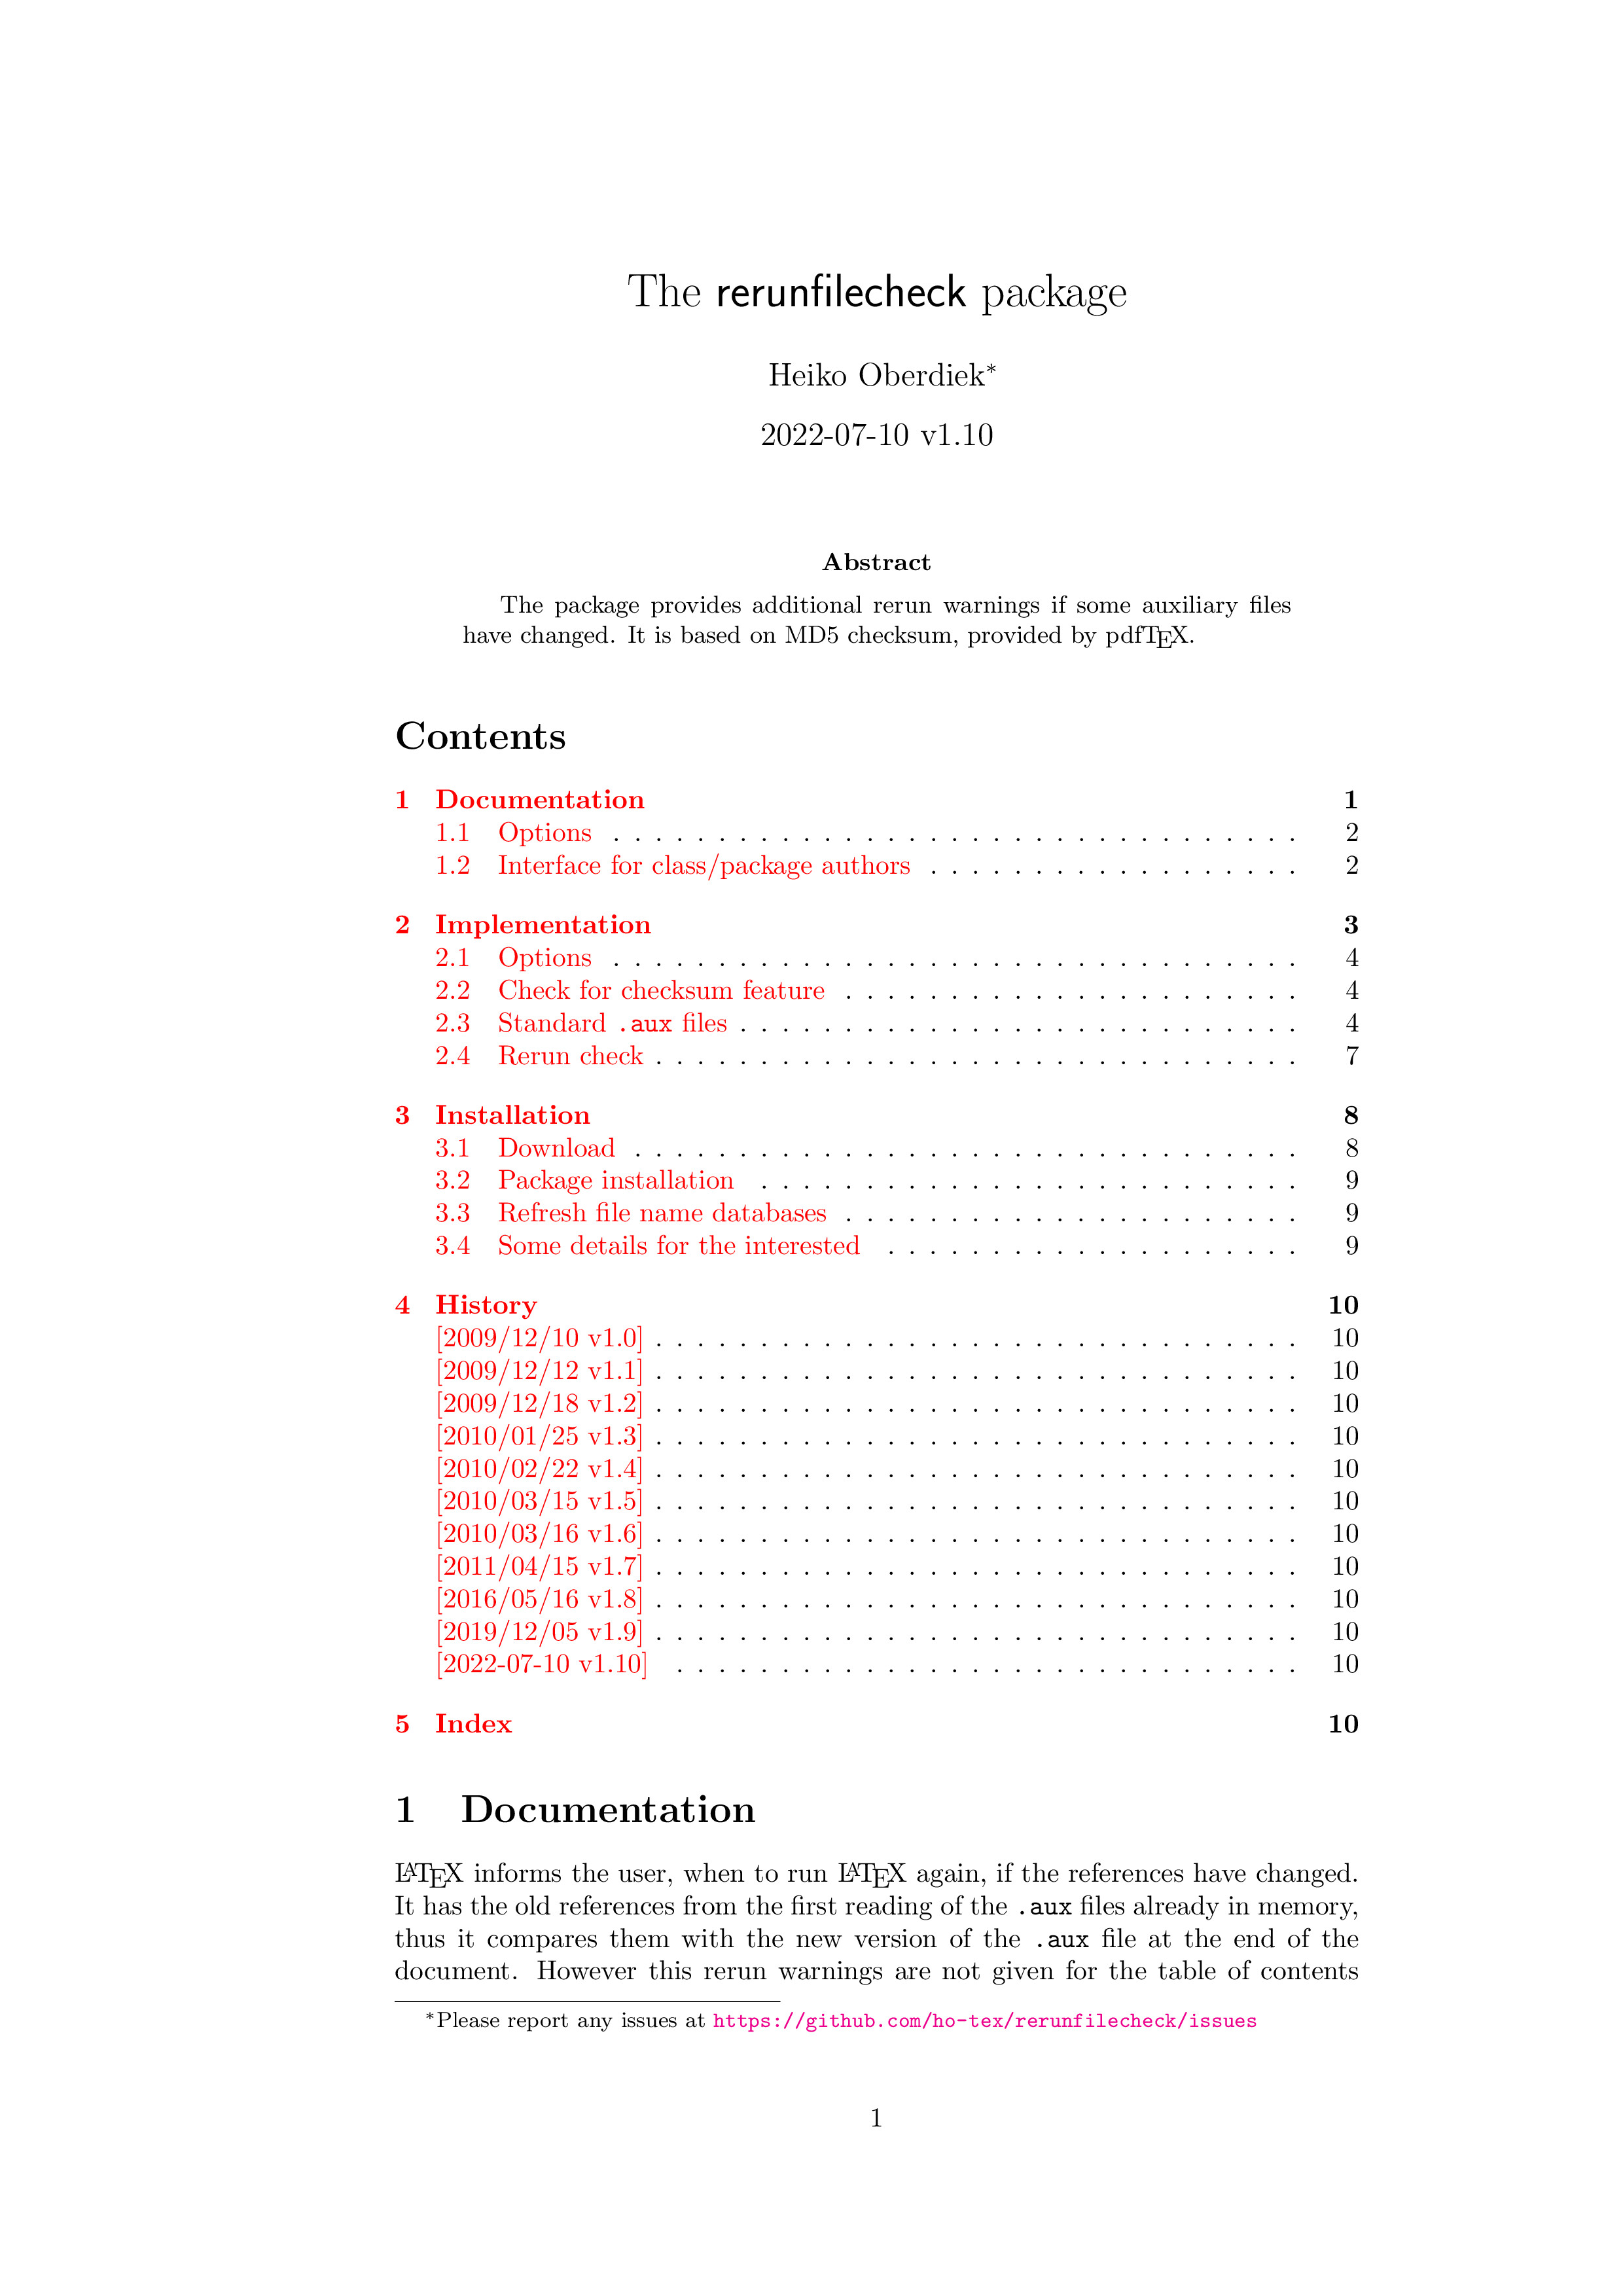 The rerunfilecheck package
Heiko Oberdiek*
2022-07-10 v1.10
Abstract
The package provides additional rerun warnings if some auxiliary files
have changed. It is based on MD5 checksum, provided by pdfTEX.
Contents
1 Documentation 1
1.1 Options . . . . . . . . . . . . . . . . . . . . . . . . . . . . . . . . . 2
1.2 Interface for class/package authors . . . . . . . . . . . . . . . . . . 2
2 Implementation 3
2.1 Options . . . . . . . . . . . . . . . . . . . . . . . . . . . . . . . . . 4
2.2 Check for checksum feature . . . . . . . . . . . . . . . . . . . . . . 4
2.3 Standard .aux files . . . . . . . . . . . . . . . . . . . . . . . . . . . 4
2.4 Rerun check . . . . . . . . . . . . . . . . . . . . . . . . . . . . . . . 7
3 Installation 8
3.1 Download . . . . . . . . . . . . . . . . . . . . . . . . . . . . . . . . 8
3.2 Package installation . . . . . . . . . . . . . . . . . . . . . . . . . . 9
3.3 Refresh file name databases . . . . . . . . . . . . . . . . . . . . . . 9
3.4 Some details for the interested . . . . . . . . . . . . . . . . . . . . 9
4 History 10
[2009/12/10 v1.0] . . . . . . . . . . . . . . . . . . . . . . . . . . . . . . . 10
[2009/12/12 v1.1] . . . . . . . . . . . . . . . . . . . . . . . . . . . . . . . 10
[2009/12/18 v1.2] . . . . . . . . . . . . . . . . . . . . . . . . . . . . . . . 10
[2010/01/25 v1.3] . . . . . . . . . . . . . . . . . . . . . . . . . . . . . . . 10
[2010/02/22 v1.4] . . . . . . . . . . . . . . . . . . . . . . . . . . . . . . . 10
[2010/03/15 v1.5] . . . . . . . . . . . . . . . . . . . . . . . . . . . . . . . 10
[2010/03/16 v1.6] . . . . . . . . . . . . . . . . . . . . . . . . . . . . . . . 10
[2011/04/15 v1.7] . . . . . . . . . . . . . . . . . . . . . . . . . . . . . . . 10
[2016/05/16 v1.8] . . . . . . . . . . . . . . . . . . . . . . . . . . . . . . . 10
[2019/12/05 v1.9] . . . . . . . . . . . . . . . . . . . . . . . . . . . . . . . 10
[2022-07-10 v1.10] . . . . . . . . . . . . . . . . . . . . . . . . . . . . . . 10
5 Index 10
1 Documentation
LATEX informs the user, when to run LATEX again, if the references have changed.
It has the old references from the first reading of the .aux files already in memory,
thus it compares them with the new version of the .aux file at the end of the
document. However this rerun warnings are not given for the table of contents
*Please report any issues at https://github.com/ho-tex/rerunfilecheck/issues
1